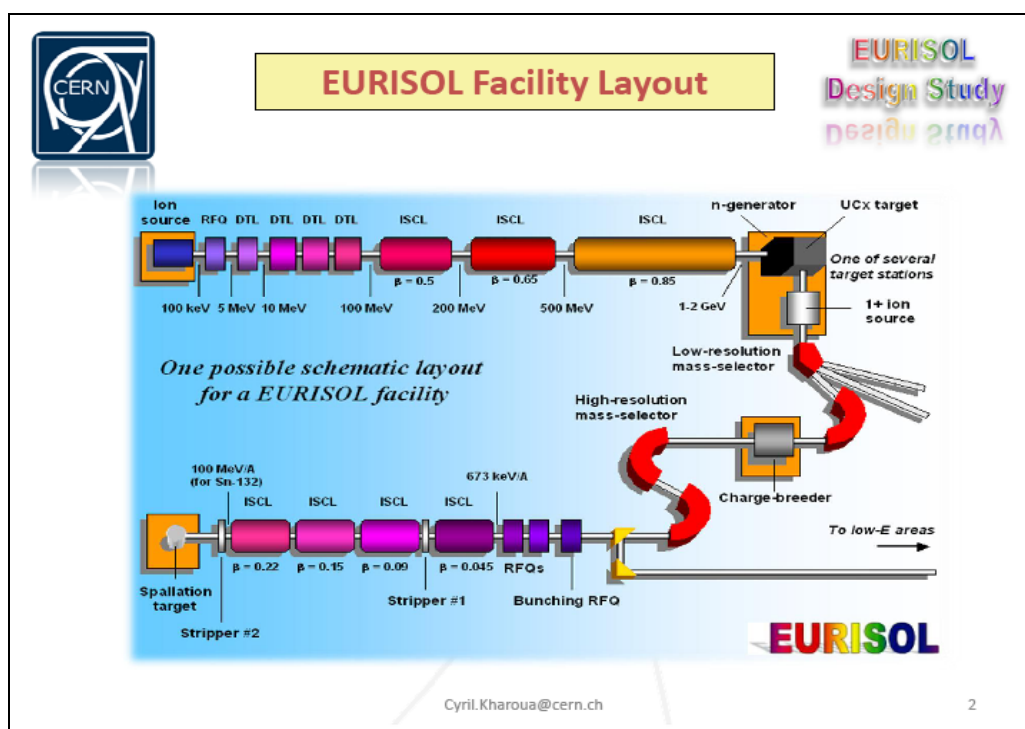 CERN
EURISOL Facility Layout
EURISOL
Design Study
Ion
source
RFQ DTL DTL DTL DTL ISCL ISCL ISCL
n-generator
UCx target
One of several
target stations
β = 0.5
β = 0.65
β = 0.85
100 keV 5 MeV 10 MeV 100 MeV 200 MeV 500 MeV 1-2 GeV
1+ ion
source
Low-resolution
mass-selector
One possible schematic layout
for a EURISOL facility
High-resolution
mass-selector
Charge-breeder
100 MeV/A
(for Sn-132)
673 keV/A
ISCL ISCL ISCL ISCL
To low-E areas
β = 0.22 β = 0.15 β = 0.09 β = 0.045 RFQs
Spallation
target
Stripper #1
Bunching RFQ
Stripper #2
EURISOL
Cyril.Kharoua@cern.ch
2